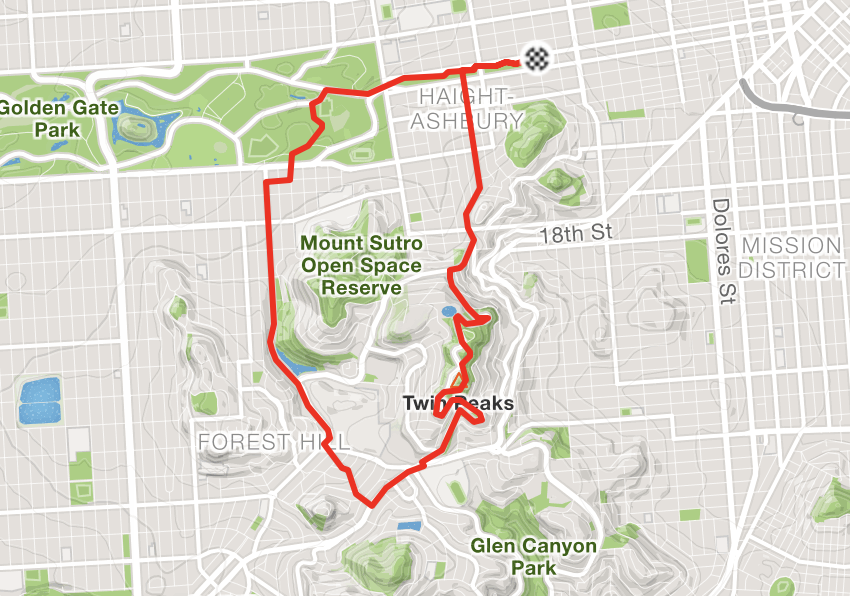 Golden Gate
Park
HAIGHT-
ASHBURY
Mount Sutro
Open Space
Reserve
18th St
Dolores St
MISSION
DISTRICT
Twin Peaks
FOREST HILL
Glen Canyon
Park